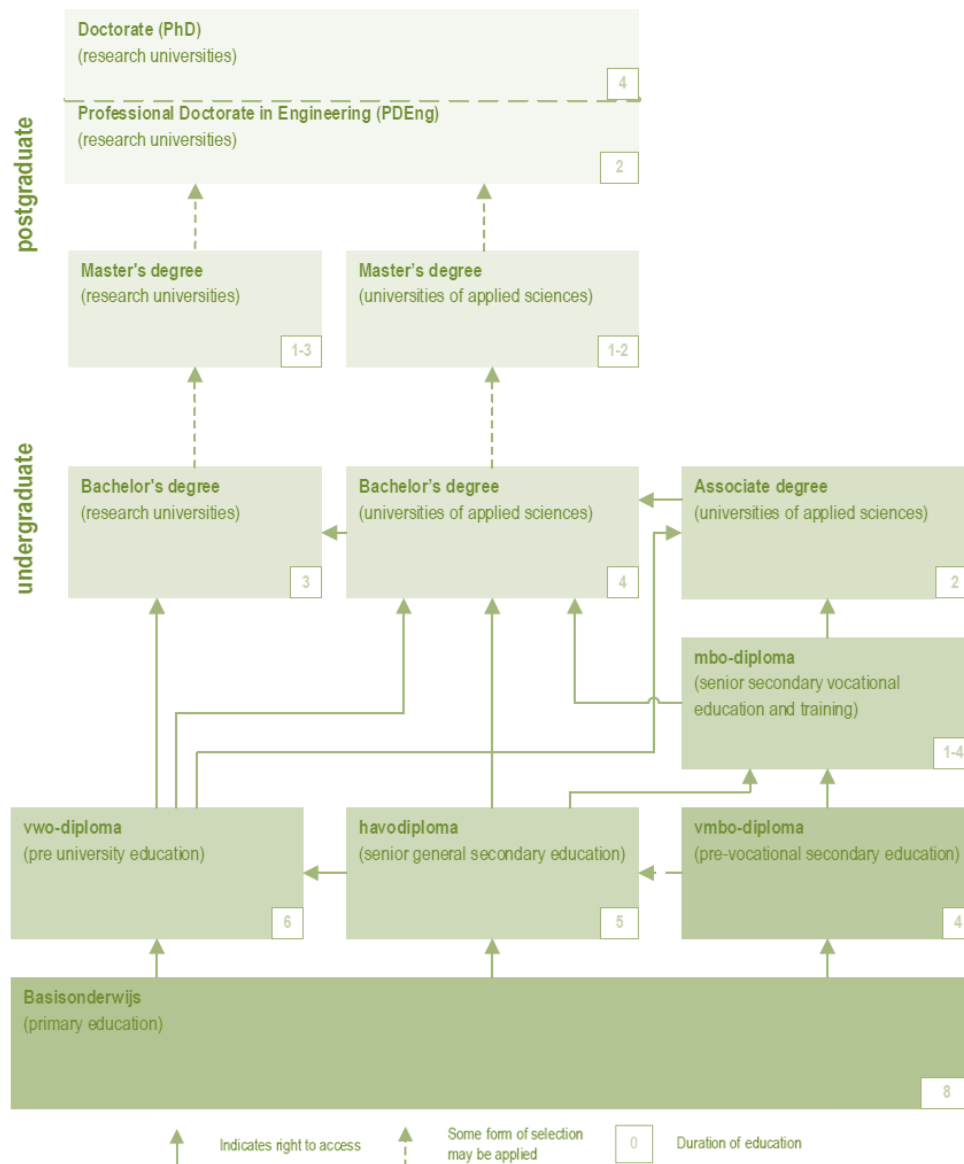 Doctorate (PhD)
(research universities)
4
Professional Doctorate in Engineering (PDEng)
(research universities)
2
postgraduate
Master's degree
(research universities)
1-3
Master’s degree
(universities of applied sciences)
1-2
undergraduate
Bachelor's degree
(research universities)
3
Bachelor’s degree
(universities of applied sciences)
4
Associate degree
(universities of applied sciences)
2
mbo-diploma
(senior secondary vocational
education and training)
1-4
vwo-diploma
(pre university education)
6
havodiploma
(senior general secondary education)
5
vmbo-diploma
(pre-vocational secondary education)
4
Basisonderwijs
(primary education)
8
Indicates right to access
Some form of selection
may be applied
0
Duration of education